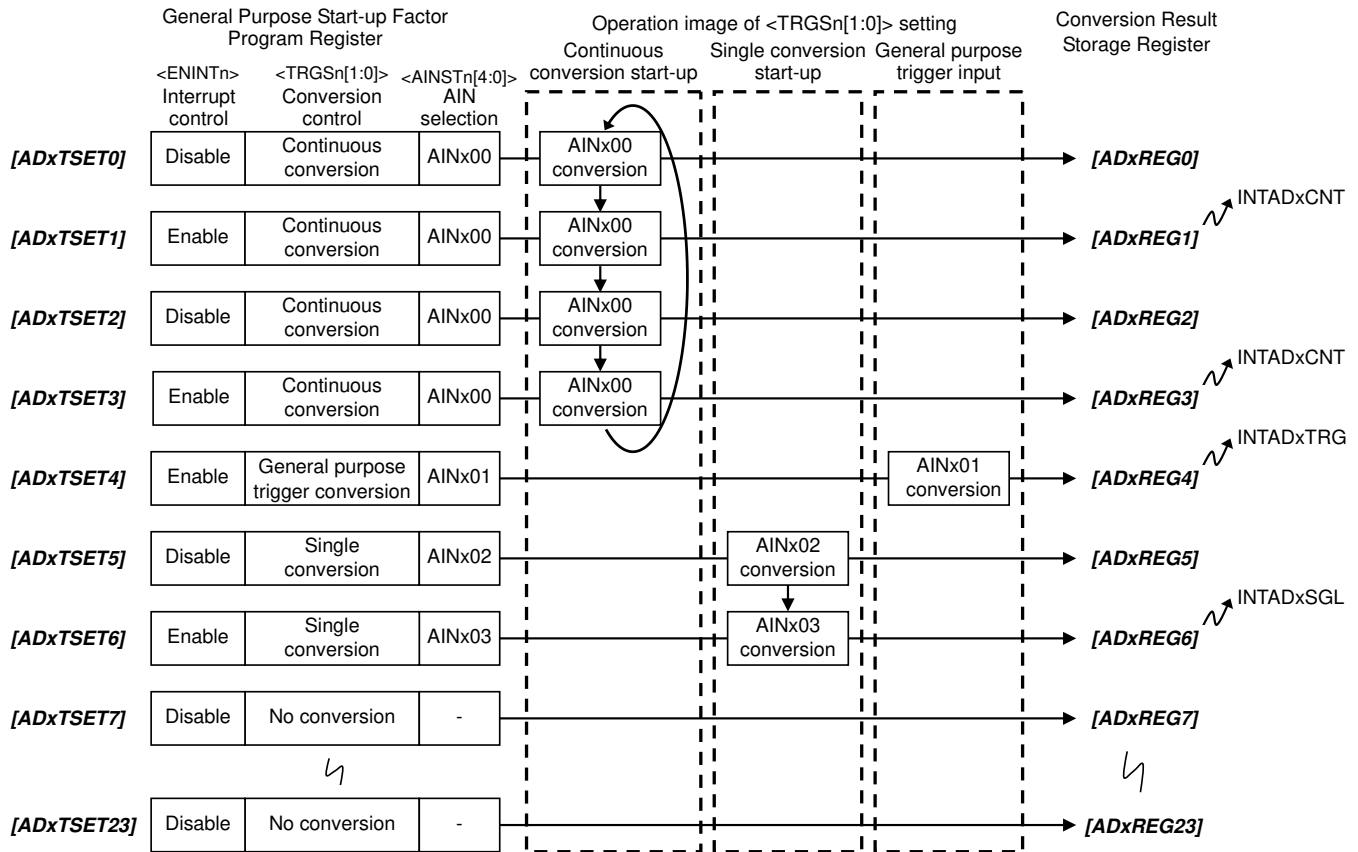 General Purpose Start-up Factor
Program Register
Operation image of <TRGSn[1:0]> setting
Conversion Result
Storage Register
<ENINTn>
Interrupt
control
<TRGSn[1:0]>
Conversion
control
<AINSTn[4:0]>
AIN
selection
Continuous
conversion start-up
Single conversion
start-up
General purpose
trigger input
[ADxTSET0]
Disable
Continuous
conversion
AINx00
AINx00
conversion
[ADxREG0]
[ADxTSET1]
Enable
Continuous
conversion
AINx00
AINx00
conversion
[ADxREG1]
INTADxCNT
[ADxTSET2]
Disable
Continuous
conversion
AINx00
AINx00
conversion
[ADxREG2]
[ADxTSET3]
Enable
Continuous
conversion
AINx00
AINx00
conversion
[ADxREG3]
INTADxCNT
[ADxTSET4]
Enable
General purpose
trigger conversion
AINx01
AINx01
conversion
[ADxREG4]
INTADxTRG
[ADxTSET5]
Disable
Single
conversion
AINx02
AINx02
conversion
[ADxREG5]
[ADxTSET6]
Enable
Single
conversion
AINx03
AINx03
conversion
[ADxREG6]
INTADxSGL
[ADxTSET7]
Disable
No conversion
-
[ADxREG7]
[ADxTSET23]
Disable
No conversion
-
[ADxREG23]